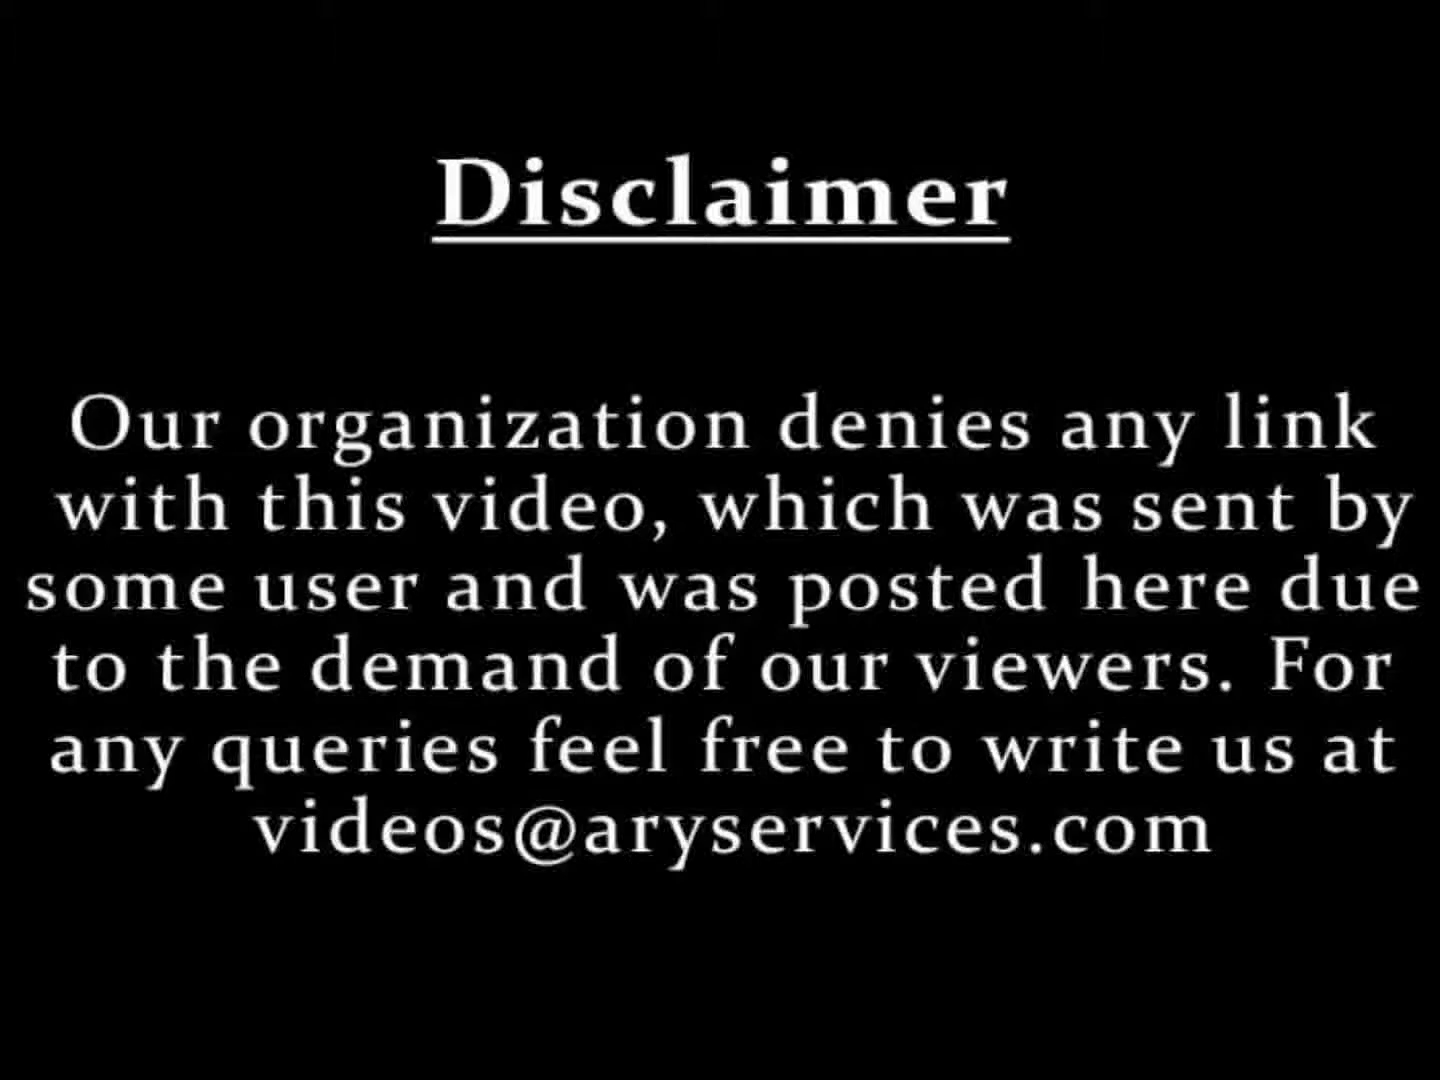 Disclaimer
Our organization denies any link
with this video, which was sent by
some user and was posted here due
to the demand of our viewers. For
any queries feel free to write us at
videos@aryservices.com